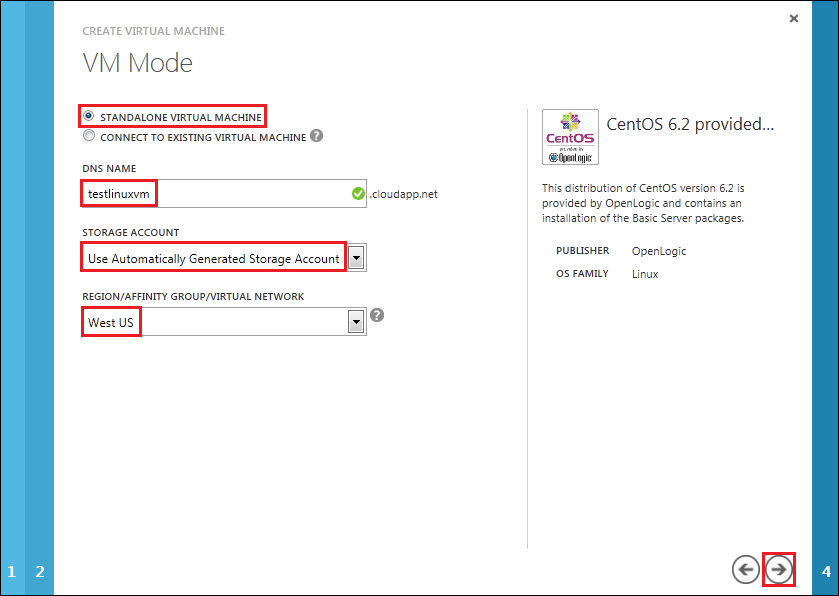 CREATE VIRTUAL MACHINE
VM Mode
STANDALONE VIRTUAL MACHINE
CONNECT TO EXISTING VIRTUAL MACHINE ?
DNS NAME
testlinuxvm .cloudapp.net
STORAGE ACCOUNT
Use Automatically Generated Storage Account
REGION/AFFINITY GROUP/VIRTUAL NETWORK
West US ?
CentOS
provided by
OpenLogic
CentOS 6.2 provided...
This distribution of CentOS version 6.2 is
provided by OpenLogic and contains an
installation of the Basic Server packages.
PUBLISHER OpenLogic
OS FAMILY Linux
1 2 4